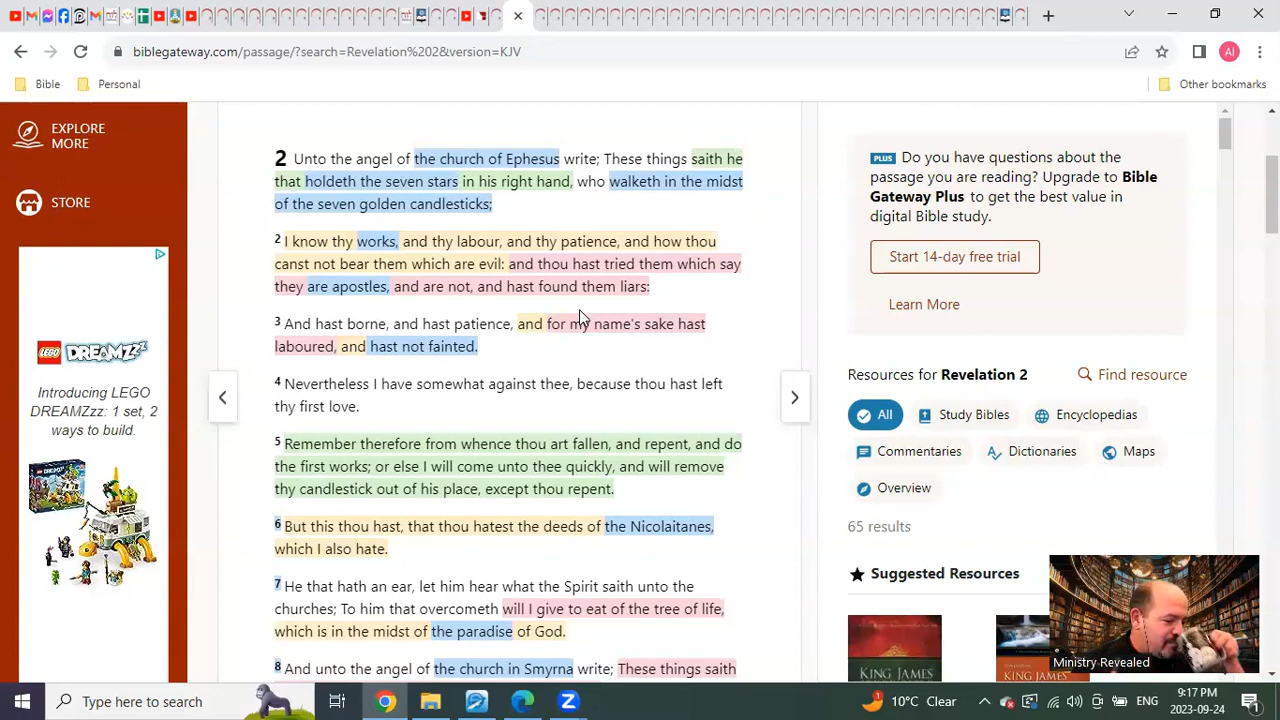 biblegateway.com/passage/?search=Revelation%202&version=KJV
AI
Bible
Personal
Other bookmarks
EXPLORE
MORE
STORE
LEGO DREAMZzz
Introducing LEGO
DREAMZzz: 1 set, 2
ways to build.
2 Unto the angel of the church of Ephesus write; These things saith he
that holdeth the seven stars in his right hand, who walketh in the midst
of the seven golden candlesticks;
2 I know thy works, and thy labour, and thy patience, and how thou
canst not bear them which are evil: and thou hast tried them which say
they are apostles, and are not, and hast found them liars:
3 And hast borne, and hast patience, and for my name's sake hast
laboured, and hast not fainted.
4 Nevertheless I have somewhat against thee, because thou hast left
thy first love.
5 Remember therefore from whence thou art fallen, and repent, and do
the first works; or else I will come unto thee quickly, and will remove
thy candlestick out of his place, except thou repent.
6 But this thou hast, that thou hatest the deeds of the Nicolaitanes,
which I also hate.
7 He that hath an ear, let him hear what the Spirit saith unto the
churches; To him that overcometh will I give to eat of the tree of life,
which is in the midst of the paradise of God.
8 And unto the angel of the church in Smyrna write; These things saith
PLUS Do you have questions about the
passage you are reading? Upgrade to Bible
Gateway Plus to get the best value in
digital Bible study.
Start 14-day free trial
Learn More
Resources for Revelation 2
Find resource
All
Study Bibles
Encyclopedias
Commentaries
Dictionaries
Maps
Overview
65 results
Suggested Resources
KING JAMES
Ministry Revealed
Type here to search
1
10°C Clear
ENG
9:17 PM
2023-09-24
1